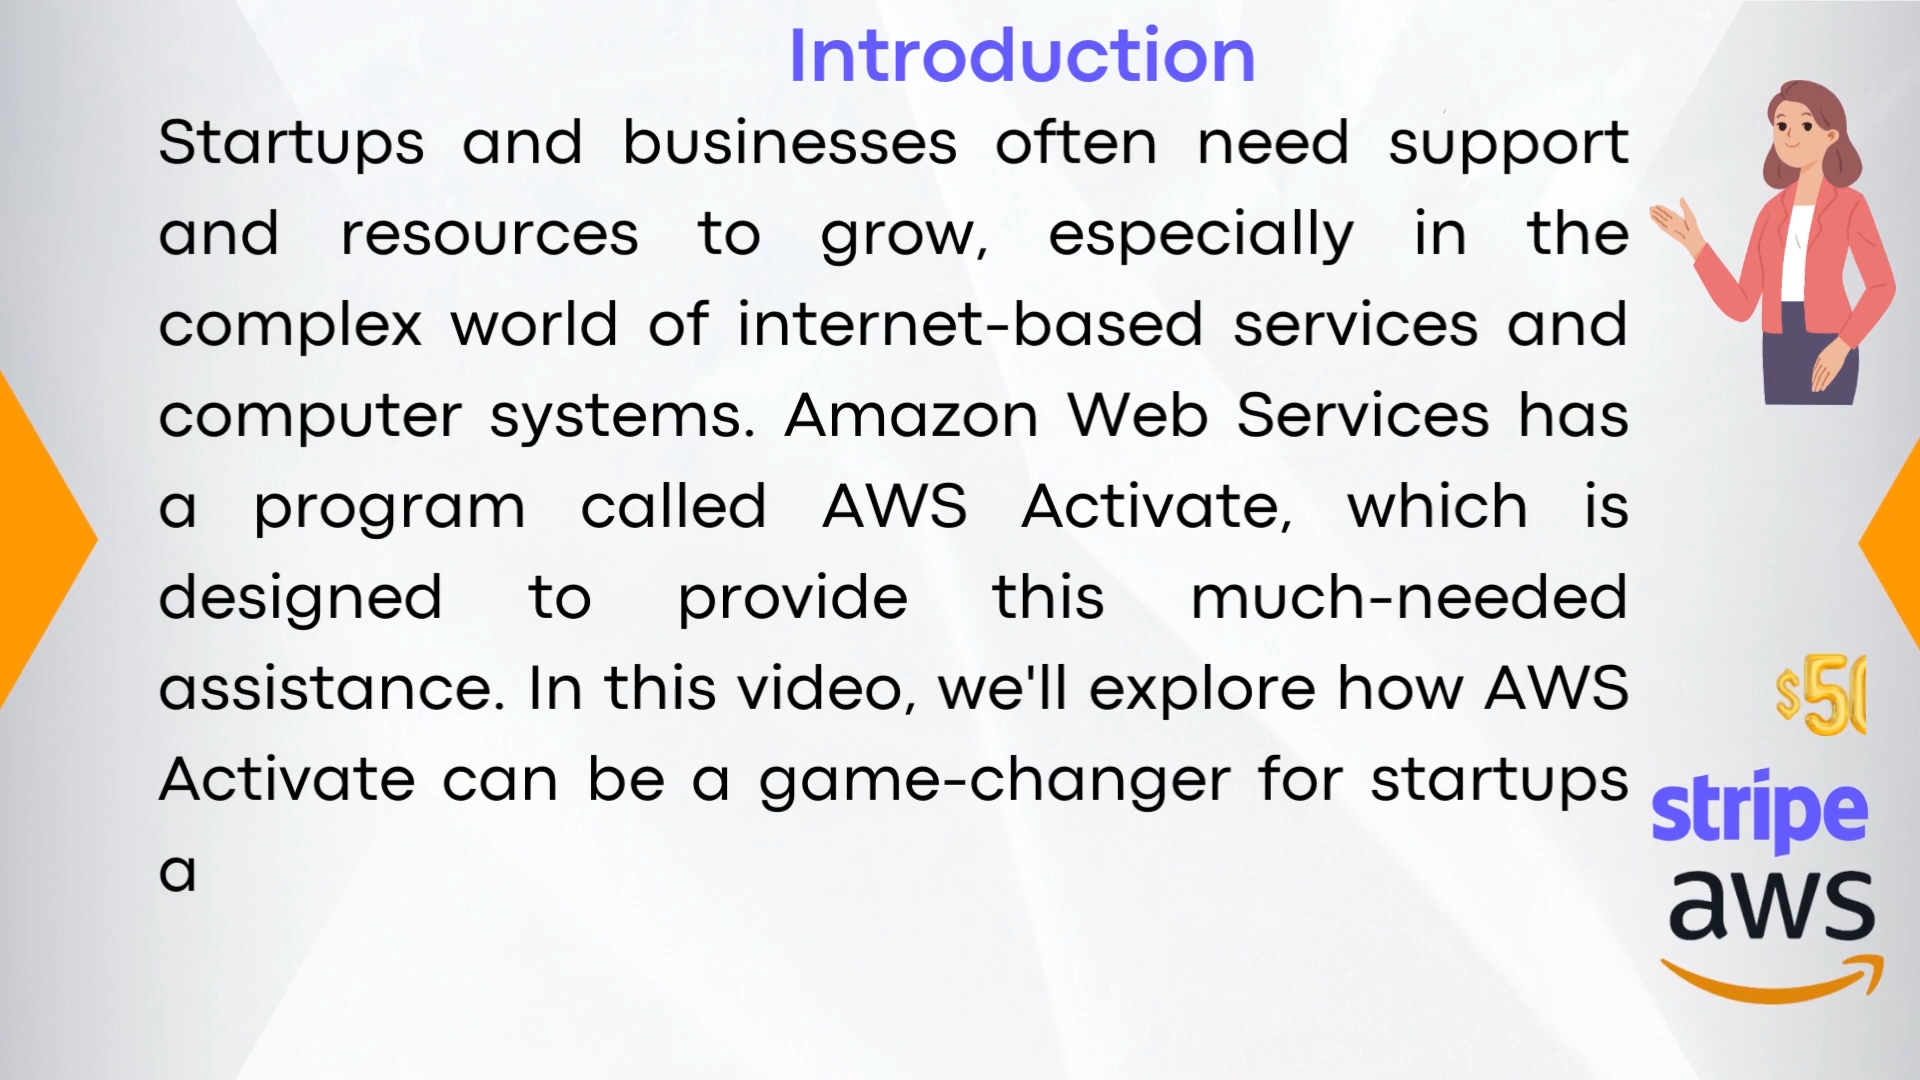 Introduction
Startups and businesses often need support
and resources to grow, especially in the
complex world of internet-based services and
computer systems. Amazon Web Services has
a program called AWS Activate, which is
designed to provide this much-needed
assistance. In this video, we'll explore how AWS
Activate can be a game-changer for startups
a
$5
stripe
aws